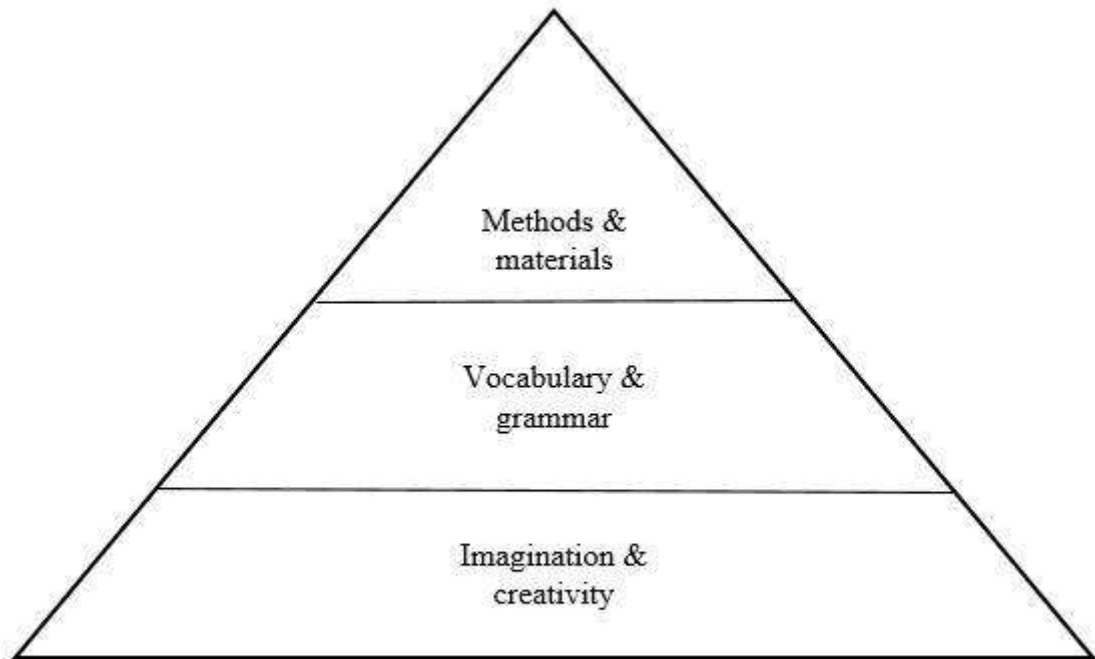 Methods &
materials
Vocabulary &
grammar
Imagination &
creativity